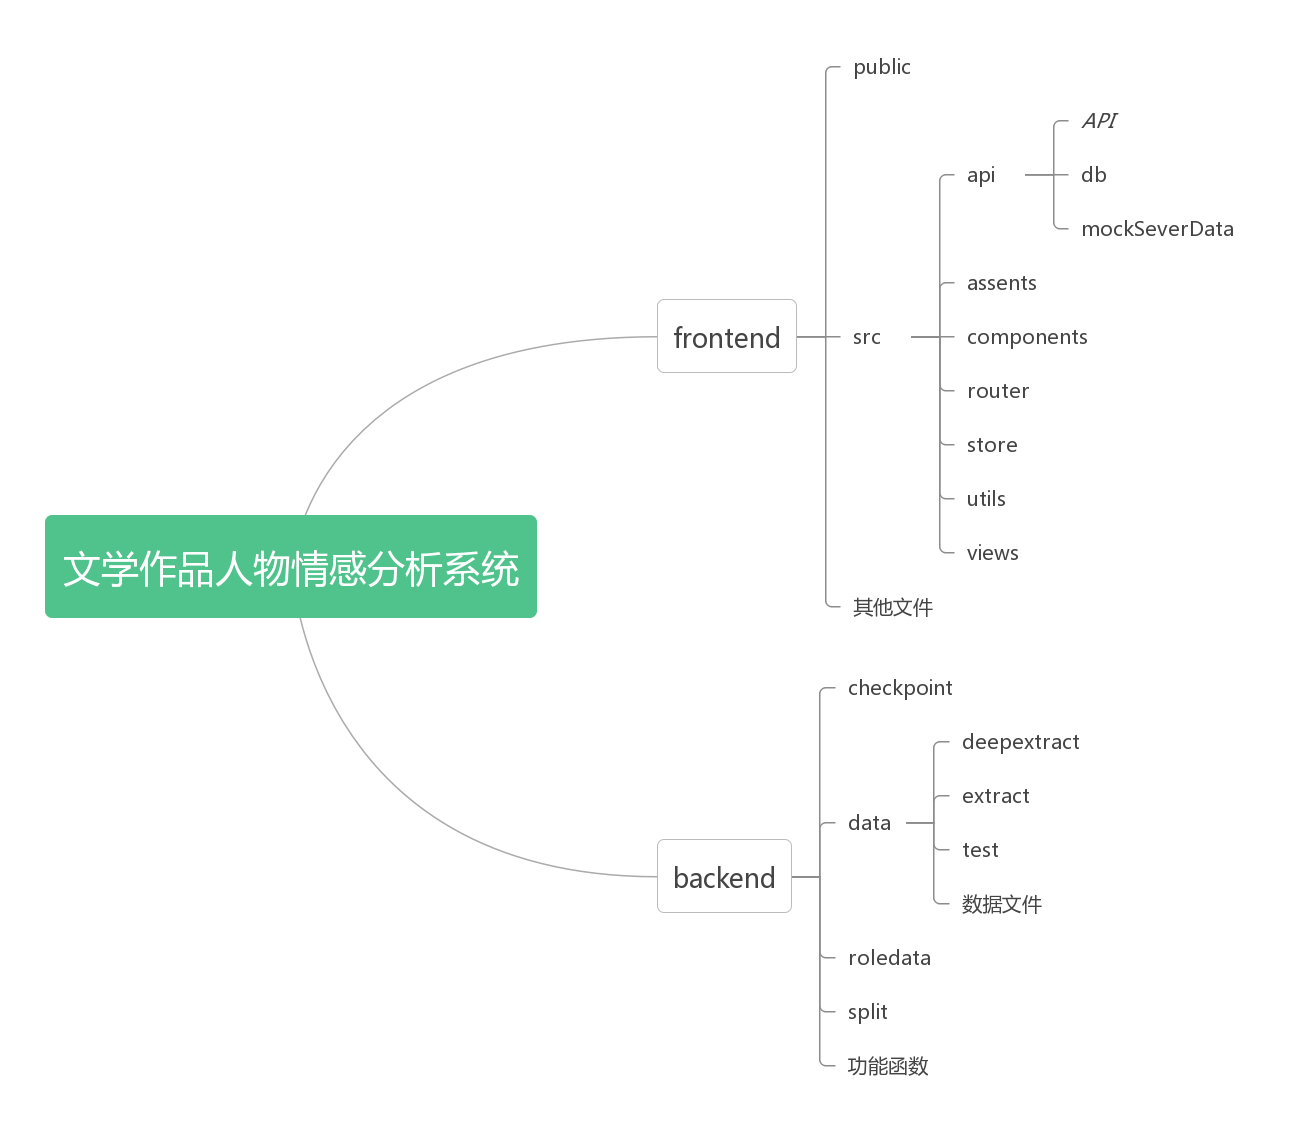 文学作品人物情感分析系统
frontend
public
src
api
API
db
mockSeverData
assents
components
router
store
utils
views
其他文件
backend
checkpoint
data
deepextract
extract
test
数据文件
roledata
split
功能函数